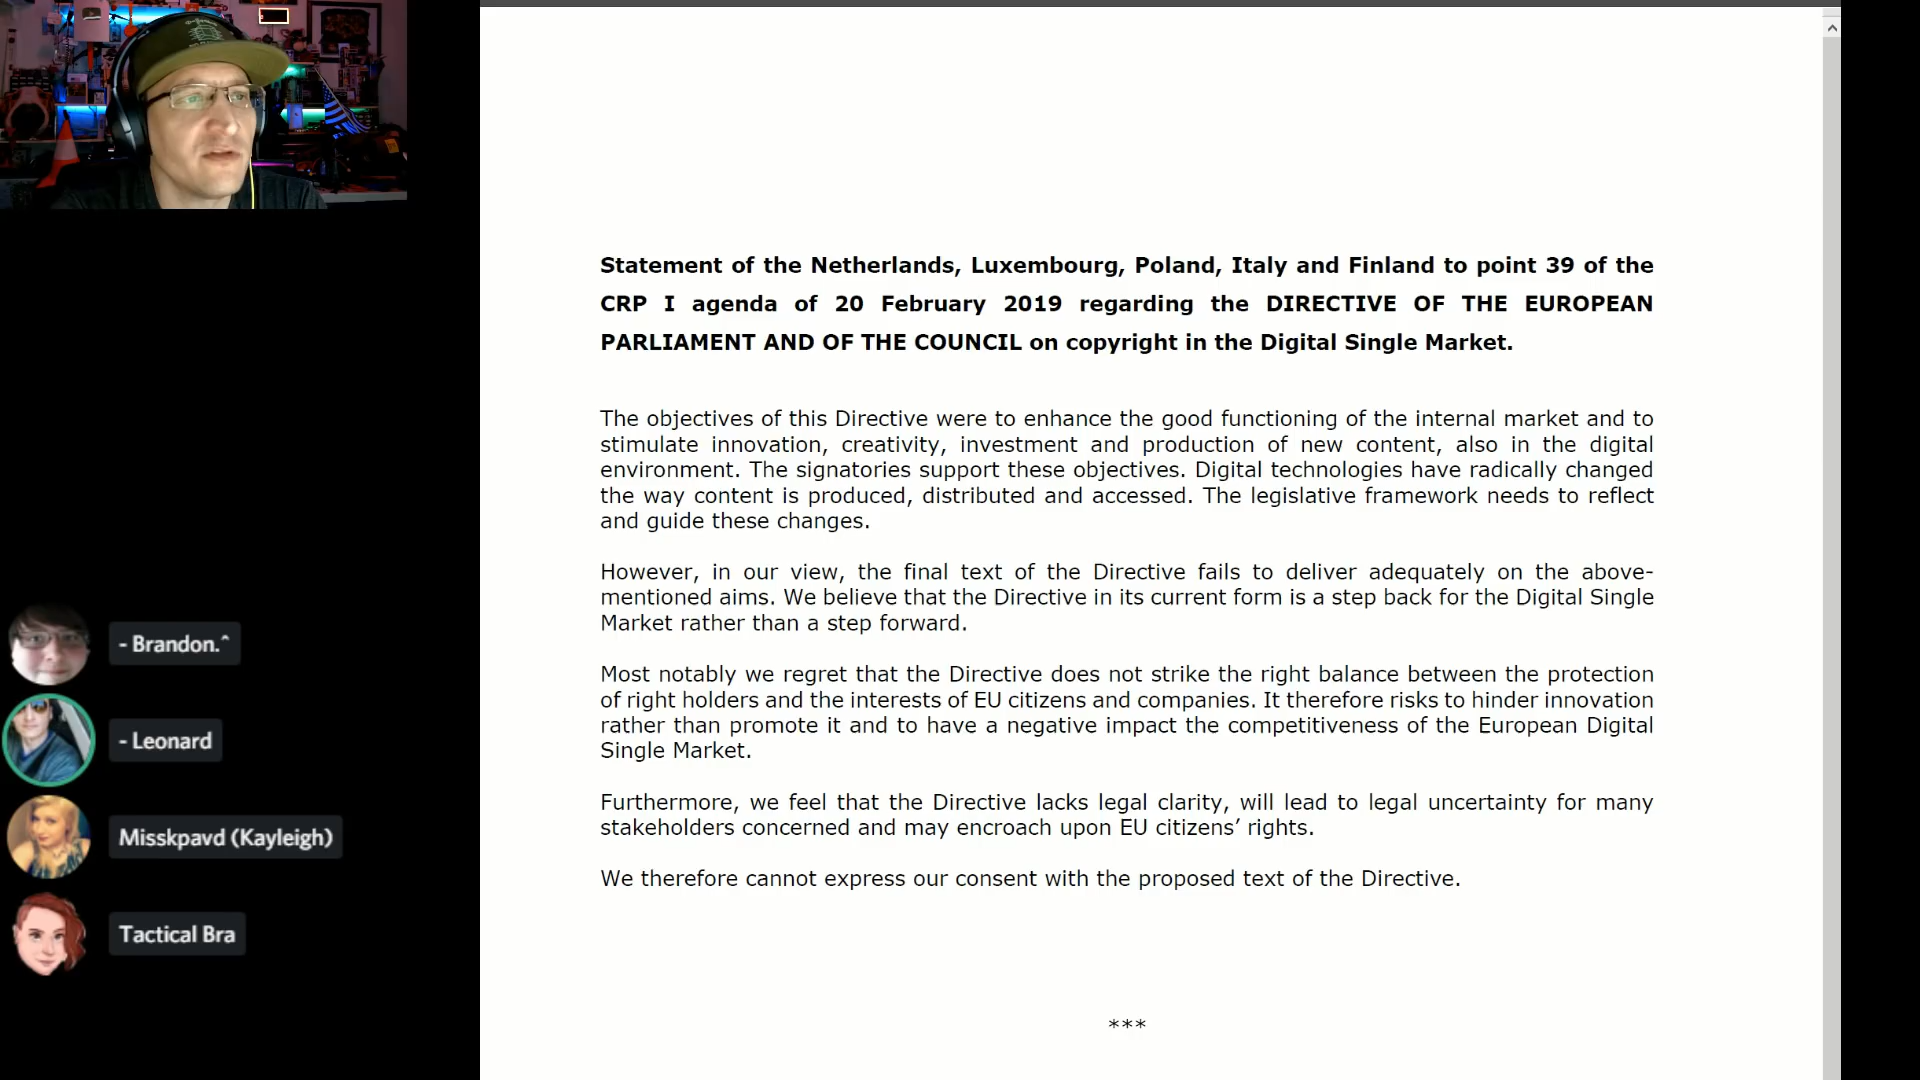 - Brandon.^
- Leonard
Misskpavd (Kayleigh)
Tactical Bra
Statement of the Netherlands, Luxembourg, Poland, Italy and Finland to point 39 of the
CRP I agenda of 20 February 2019 regarding the DIRECTIVE OF THE EUROPEAN
PARLIAMENT AND OF THE COUNCIL on copyright in the Digital Single Market.
The objectives of this Directive were to enhance the good functioning of the internal market and to
stimulate innovation, creativity, investment and production of new content, also in the digital
environment. The signatories support these objectives. Digital technologies have radically changed
the way content is produced, distributed and accessed. The legislative framework needs to reflect
and guide these changes.
However, in our view, the final text of the Directive fails to deliver adequately on the above-
mentioned aims. We believe that the Directive in its current form is a step back for the Digital Single
Market rather than a step forward.
Most notably we regret that the Directive does not strike the right balance between the protection
of right holders and the interests of EU citizens and companies. It therefore risks to hinder innovation
rather than promote it and to have a negative impact the competitiveness of the European Digital
Single Market.
Furthermore, we feel that the Directive lacks legal clarity, will lead to legal uncertainty for many
stakeholders concerned and may encroach upon EU citizens’ rights.
We therefore cannot express our consent with the proposed text of the Directive.
***